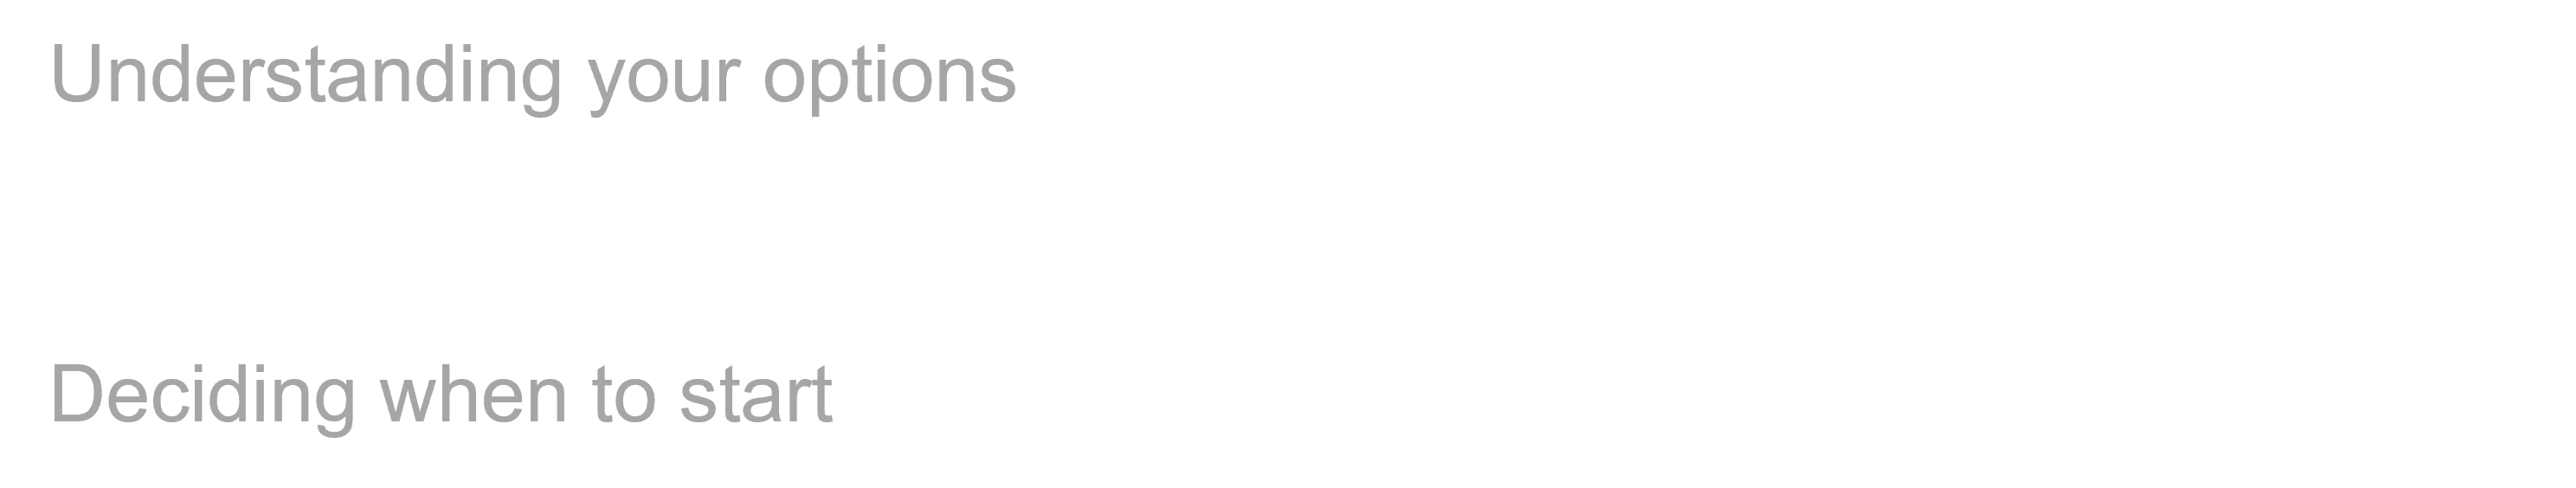 Understanding your options
Deciding when to start